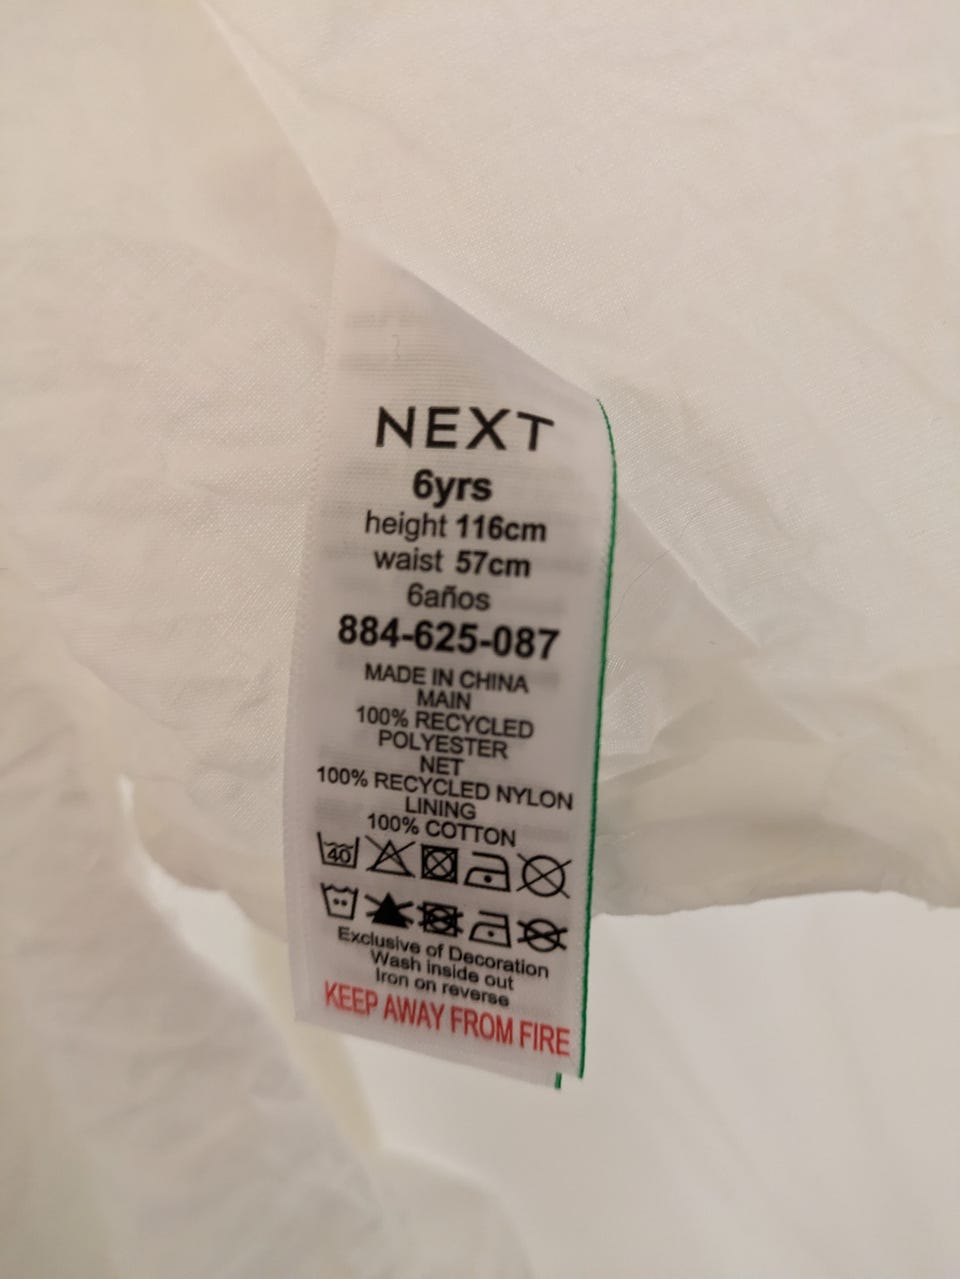 NEXT
6yrs
height 116cm
waist 57cm
6años
884-625-087
MADE IN CHINA
MAIN
100% RECYCLED
POLYESTER
NET
100% RECYCLED NYLON
LINING
100% COTTON
40
Exclusive of Decoration
Wash inside out
Iron on reverse
KEEP AWAY FROM FIRE